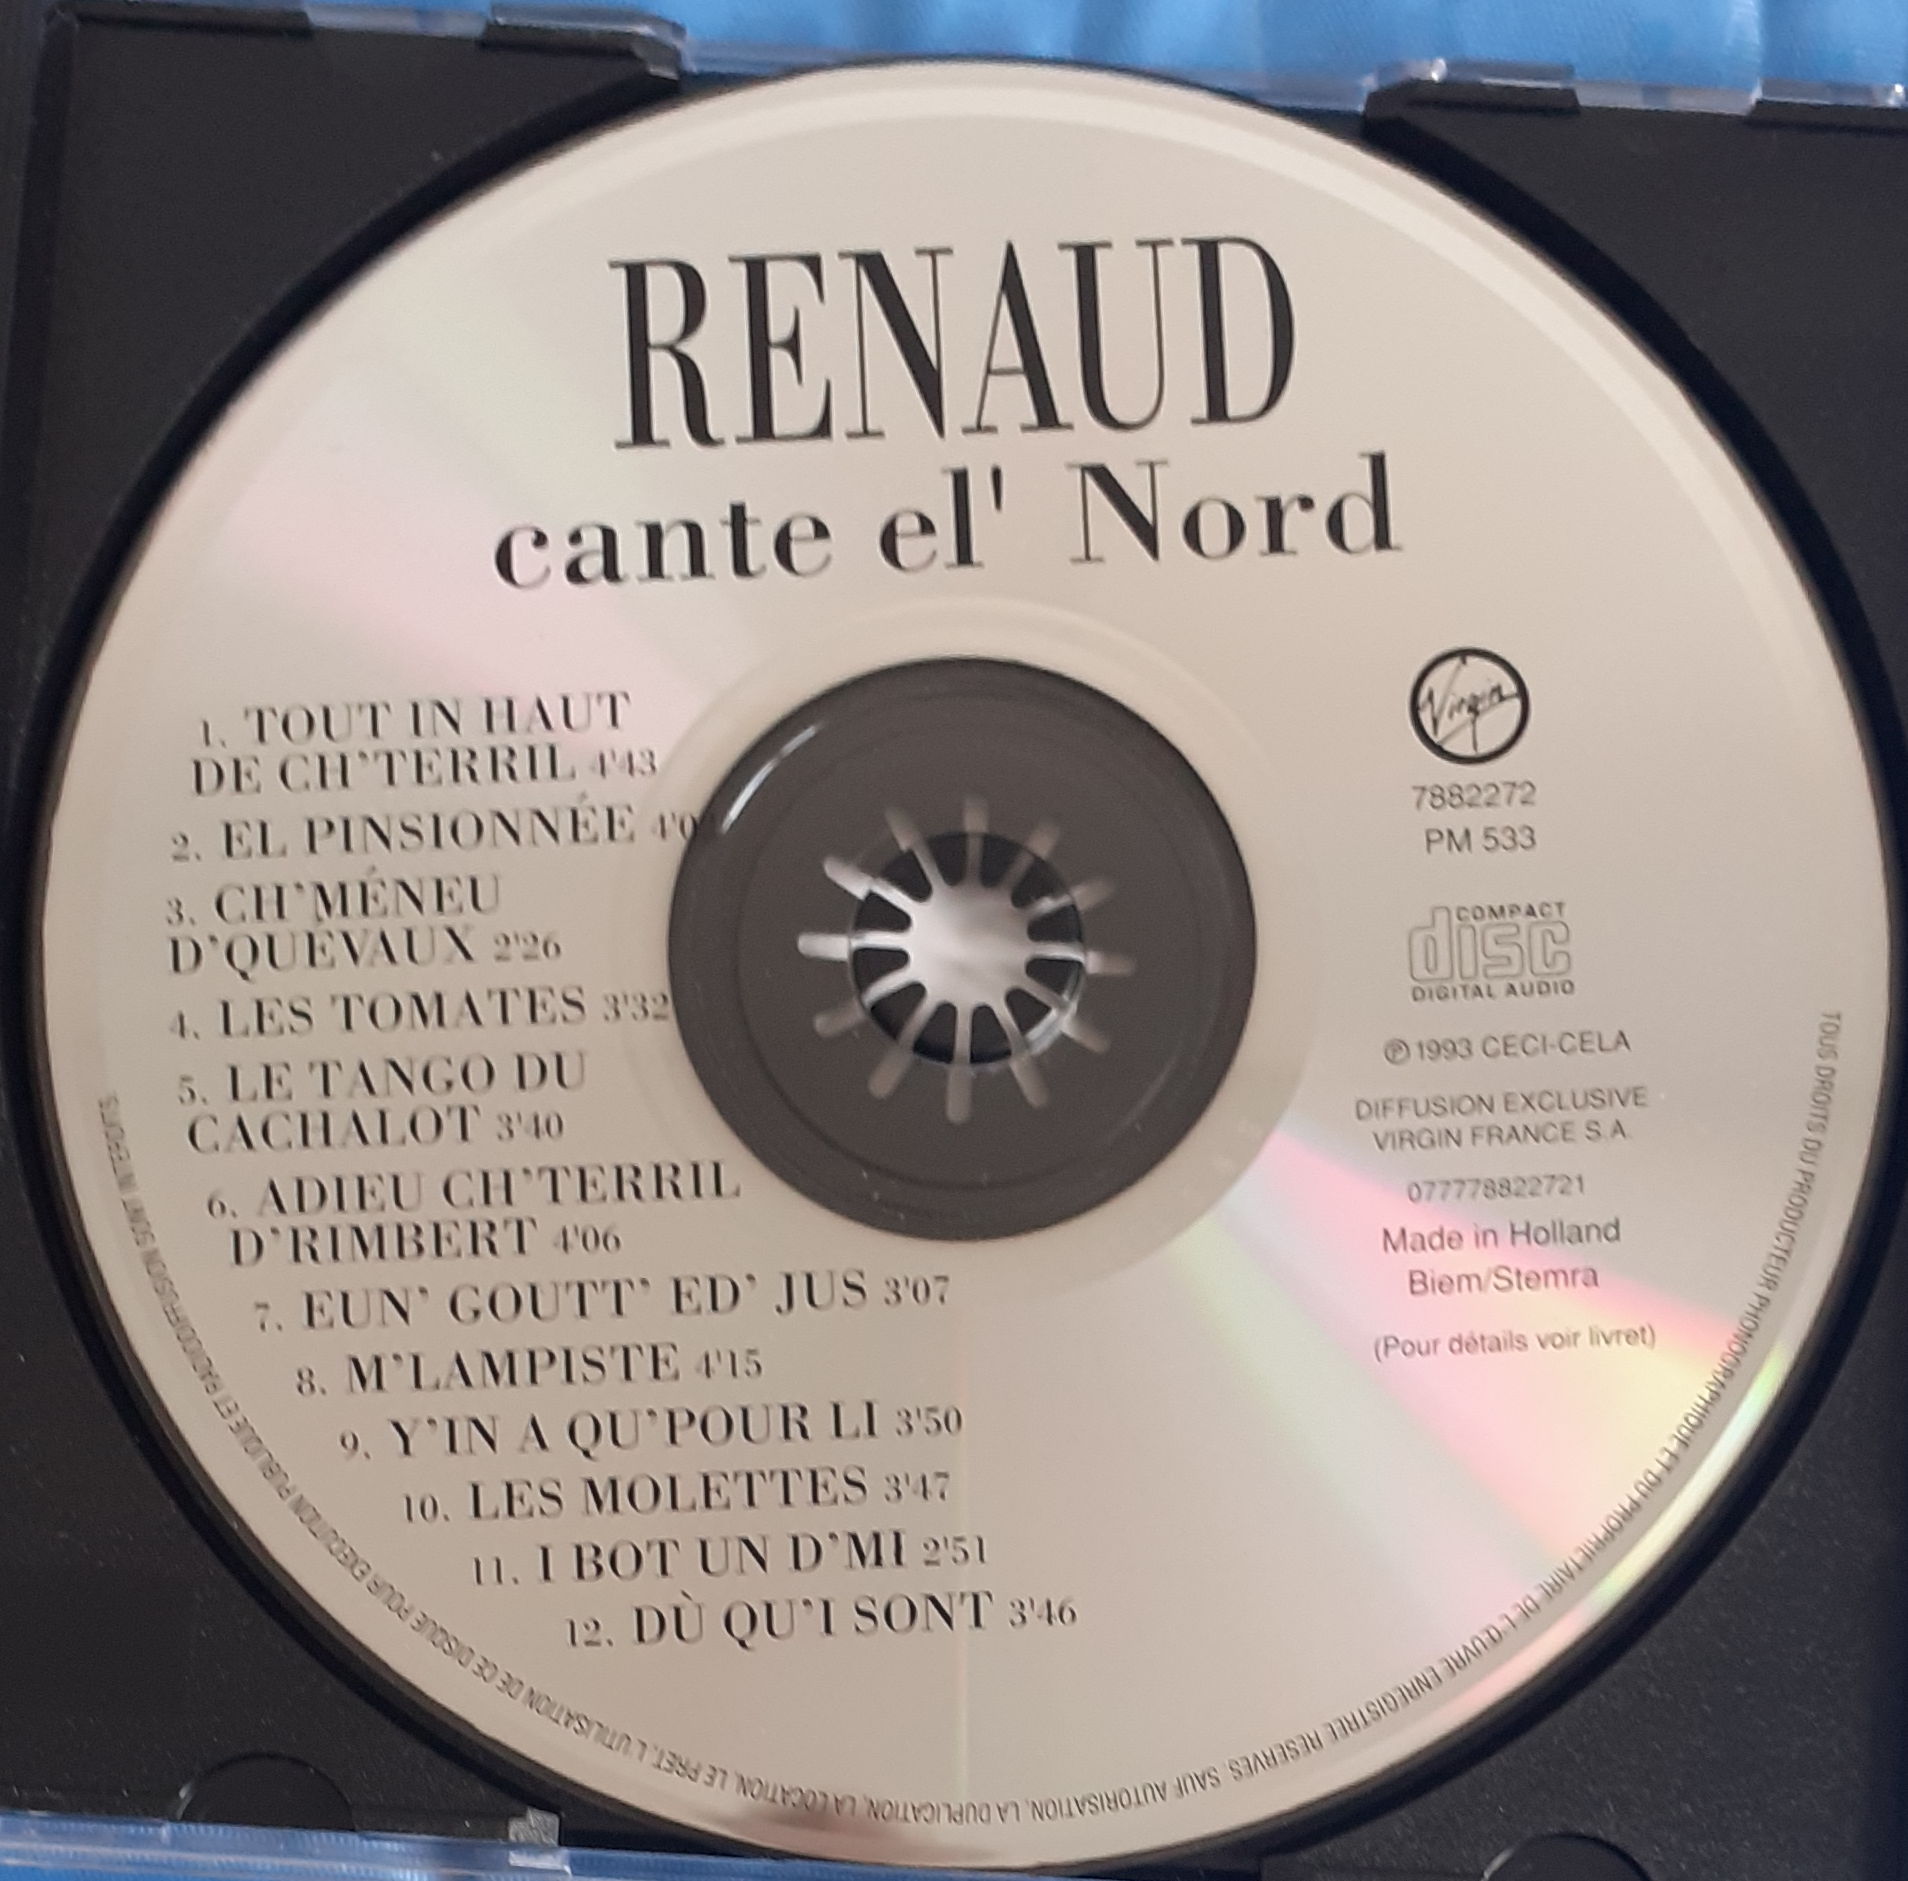 RENAUD
cante el' Nord
1. TOUT IN HAUT
DE CH'TERRIL 4'43
2. EL PINSIONNÉE
3. CH'MÉNEU
D'QUÉVAUX 2'26
4. LES TOMATES 3'32
5. LE TANGO DU
CACHALOT 3'40
6. ADIEU CH'TERRIL
D'RIMBERT 4'06
7. EUN' GOUTT' ED' JUS 3'07
8. M'LAMPISTE 4'15
9. Y'IN A QU'POUR LI 3'50
10. LES MOLETTES 3'47
11. I BOT UN D'MI 2'51
12. DÙ QU'I SONT 3'46
Virgin
7882272
PM 533
COMPACT
disc
DIGITAL AUDIO
℗ 1993 CECI-CELA
DIFFUSION EXCLUSIVE
VIRGIN FRANCE S.A.
077778822721
Made in Holland
Biem/Stemra
(Pour détails voir livret)
TOUS DROITS DU PRODUCTEUR PHONOGRAPHIQUE ET DU PROPRIETAIRE DE L'ŒUVRE ENREGISTREE RESERVES. SAUF AUTORISATION, LA DUPLICATION, LA LOCATION, LE PRET, L'UTILISATION DE CE DISQUE POUR EXECUTION PUBLIQUE ET RADIODIFFUSION SONT INTERDITS.